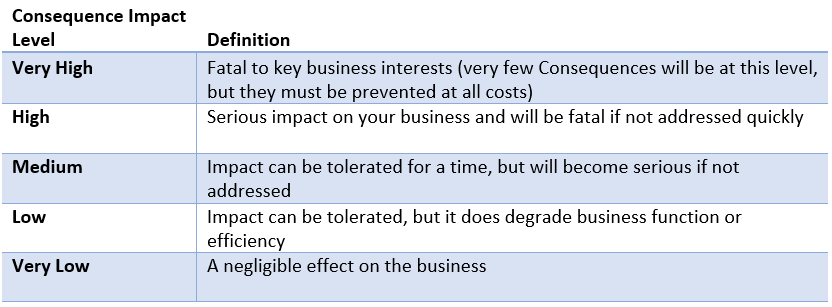 Consequence Impact
Level Definition
Very High Fatal to key business interests (very few Consequences will be at this level,
but they must be prevented at all costs)
High Serious impact on your business and will be fatal if not addressed quickly
Medium Impact can be tolerated for a time, but will become serious if not
addressed
Low Impact can be tolerated, but it does degrade business function or
efficiency
Very Low A negligible effect on the business